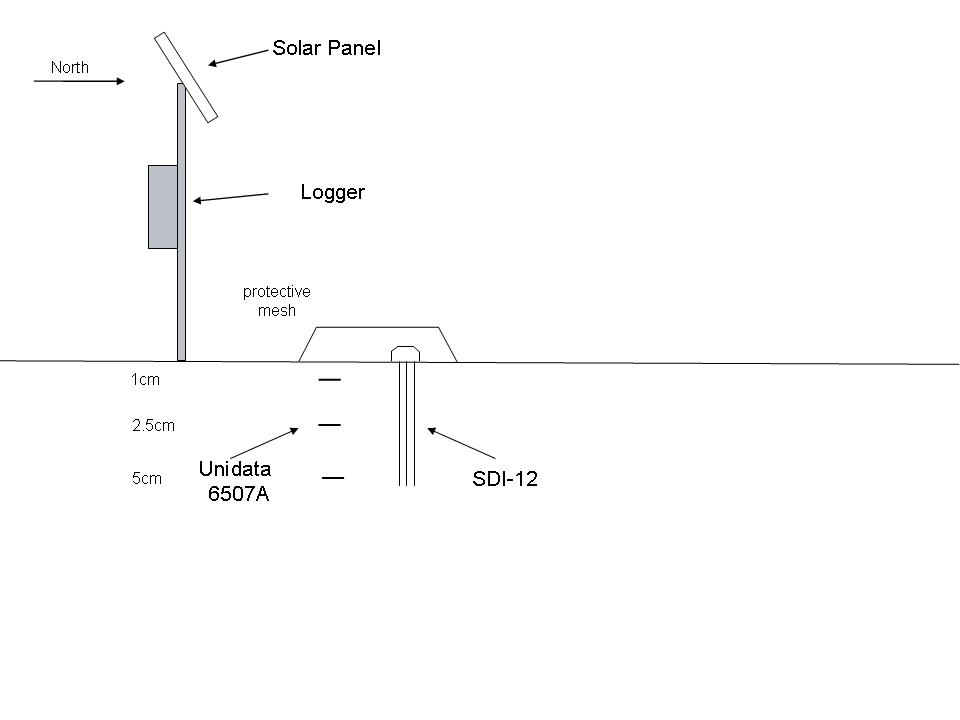 Solar Panel
North
Logger
protective
mesh
1cm
2.5cm
5cm
Unidata
6507A
SDI-12